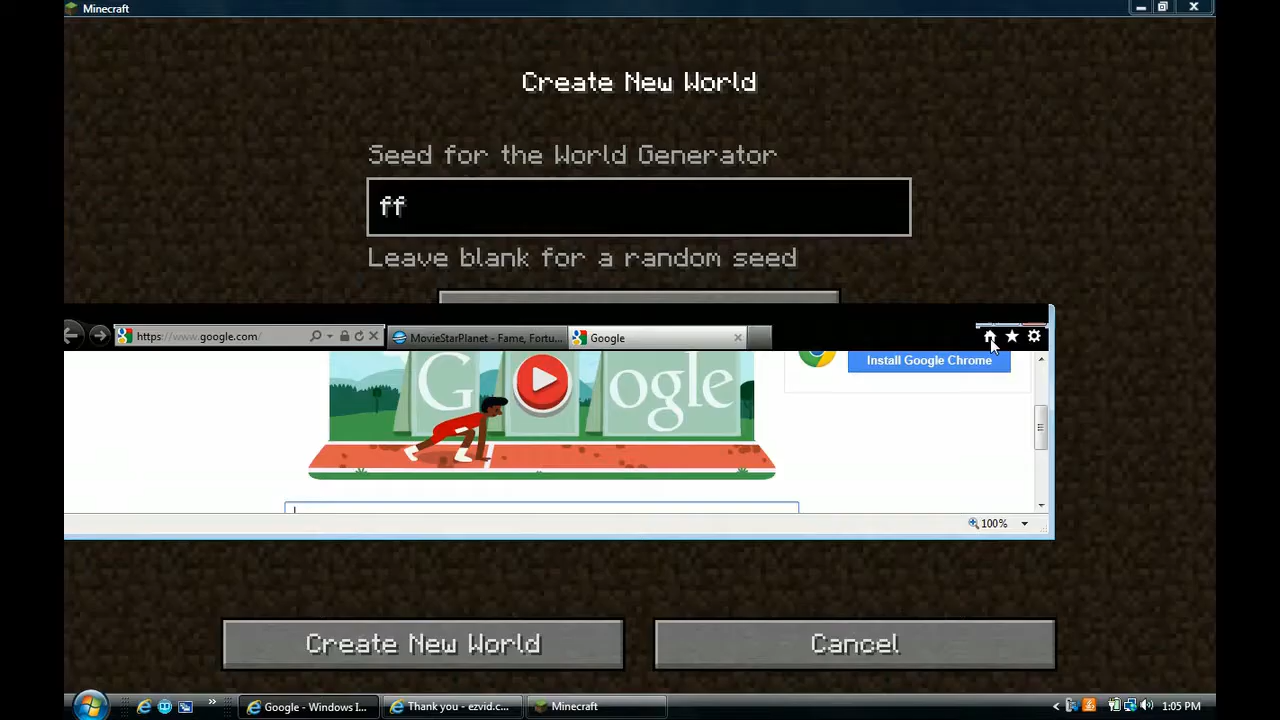 Minecraft
Create New World
Seed for the World Generator
ff
Leave blank for a random seed
https://www.google.com/
MovieStarPlanet - Fame, Fortu...
Google
Install Google Chrome
G ogle
100%
Create New World
Cancel
Google - Windows I...
Thank you - ezvid.c...
Minecraft
1:05 PM